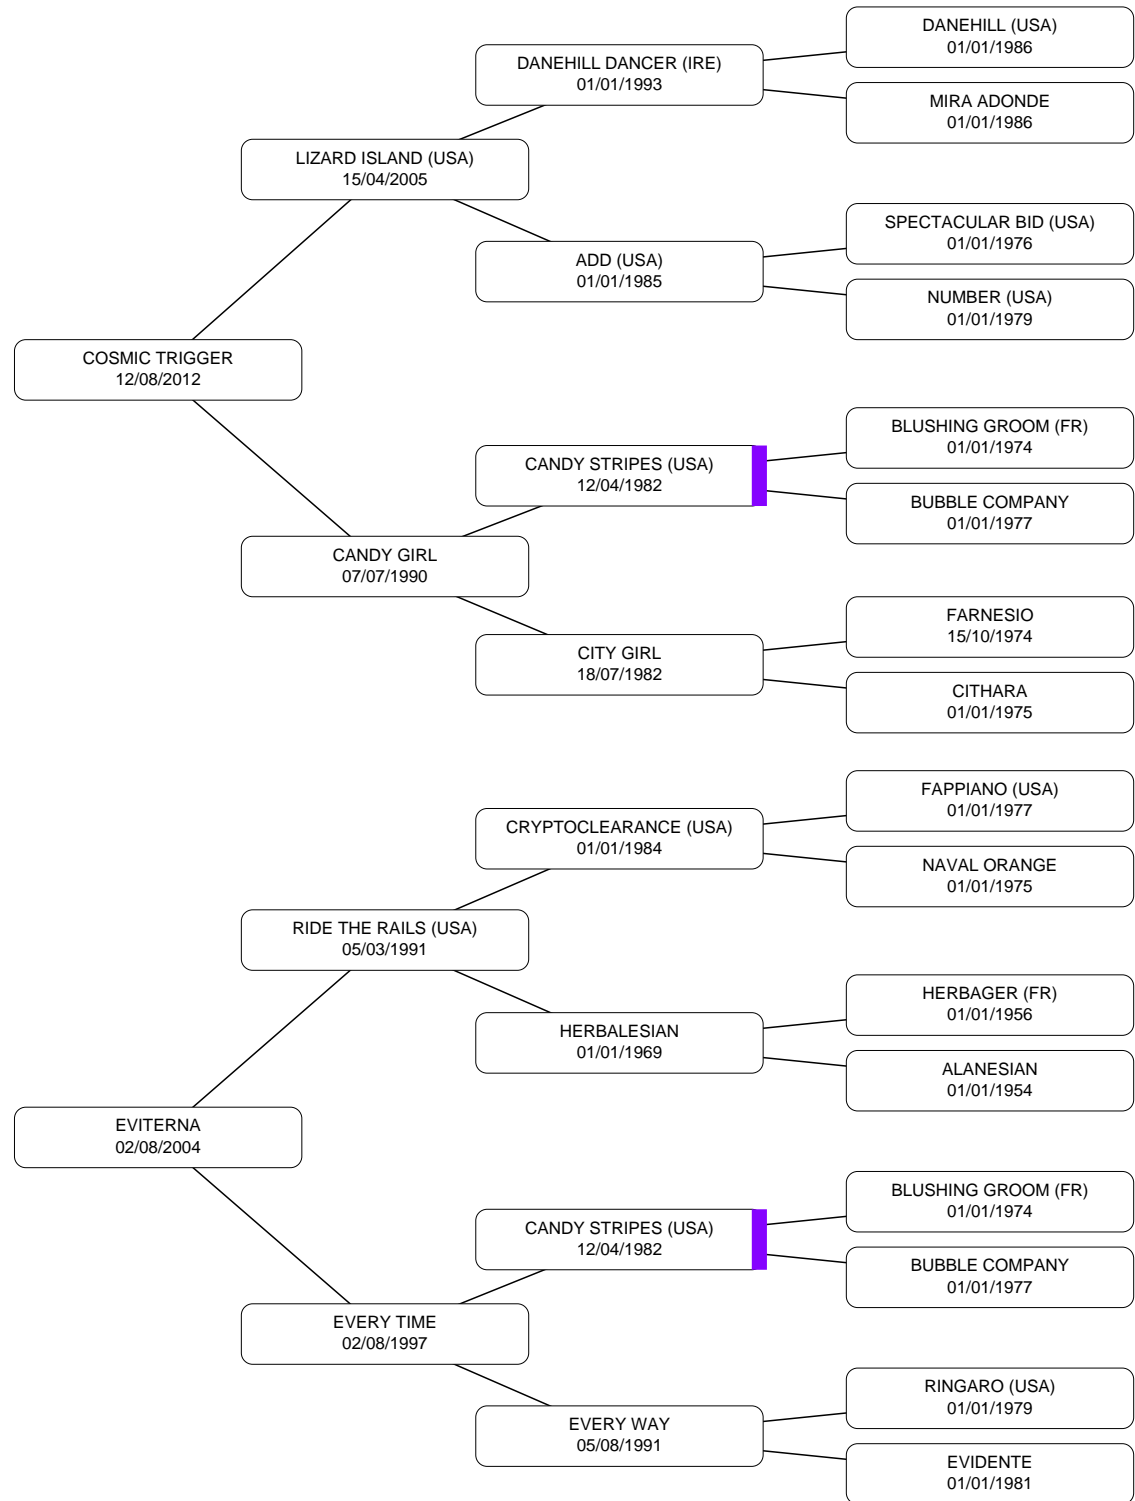 DANEHILL (USA)
01/01/1986
DANEHILL DANCER (IRE)
01/01/1993
MIRA ADONDE
01/01/1986
LIZARD ISLAND (USA)
15/04/2005
SPECTACULAR BID (USA)
01/01/1976
ADD (USA)
01/01/1985
NUMBER (USA)
01/01/1979
COSMIC TRIGGER
12/08/2012
BLUSHING GROOM (FR)
01/01/1974
CANDY STRIPES (USA)
12/04/1982
BUBBLE COMPANY
01/01/1977
CANDY GIRL
07/07/1990
FARNESIO
15/10/1974
CITY GIRL
18/07/1982
CITHARA
01/01/1975
FAPPIANO (USA)
01/01/1977
CRYPTOCLEARANCE (USA)
01/01/1984
NAVAL ORANGE
01/01/1975
RIDE THE RAILS (USA)
05/03/1991
HERBAGER (FR)
01/01/1956
HERBALESIAN
01/01/1969
ALANESIAN
01/01/1954
EVITERNA
02/08/2004
BLUSHING GROOM (FR)
01/01/1974
CANDY STRIPES (USA)
12/04/1982
BUBBLE COMPANY
01/01/1977
EVERY TIME
02/08/1997
RINGARO (USA)
01/01/1979
EVERY WAY
05/08/1991
EVIDENTE
01/01/1981